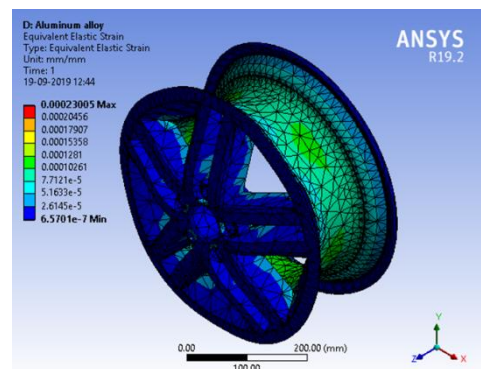 D: Aluminum alloy
Equivalent Elastic Strain
Type: Equivalent Elastic Strain
Unit: mm/mm
Time: 1
19-09-2019 12:44
0.00023005 Max
0.00020456
0.00017907
0.00015358
0.0001281
0.00010261
7.7121e-5
5.1633e-5
2.6145e-5
6.5701e-7 Min
ANSYS
R19.2
0.00
200.00 (mm)
100.00
Y
Z
X